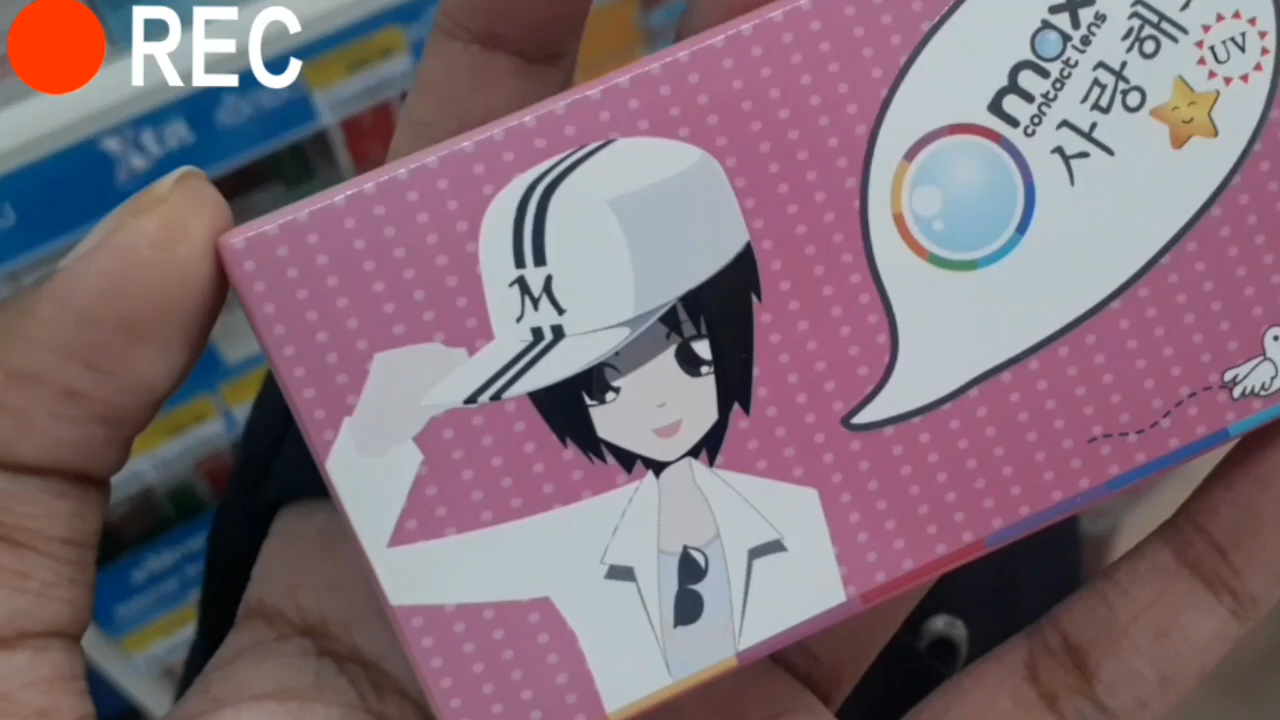 REC
max
contact lens
사랑해
UV
M